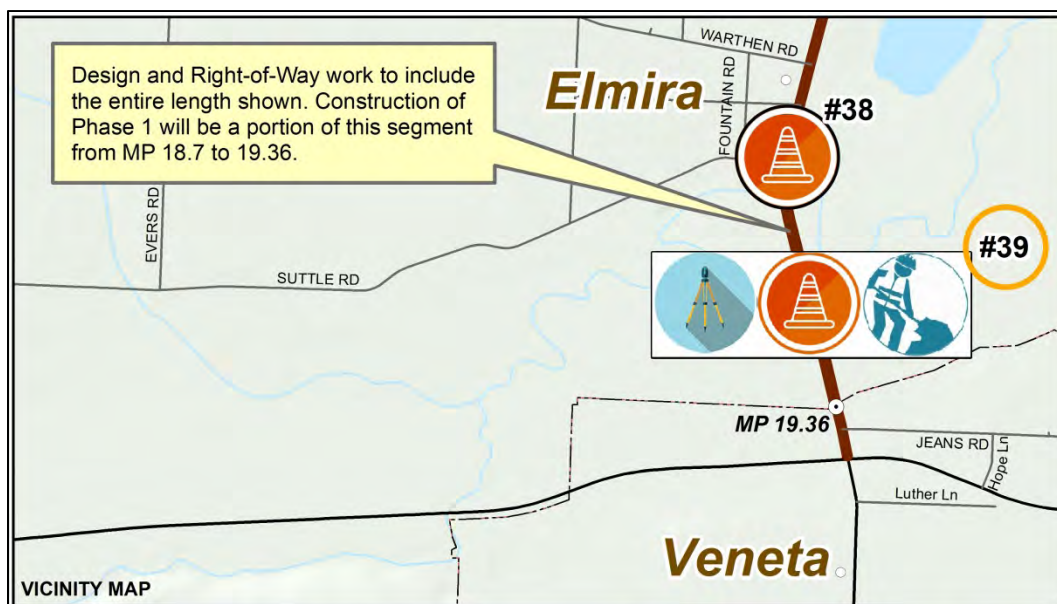 WARTHEN RD
Design and Right-of-Way work to include
the entire length shown. Construction of
Phase 1 will be a portion of this segment
from MP 18.7 to 19.36.
Elmira
#38
FOUNTAIN RD
EVERS RD
SUTTLE RD
#39
MP 19.36
JEANS RD
Hope Ln
Luther Ln
Veneta
VICINITY MAP